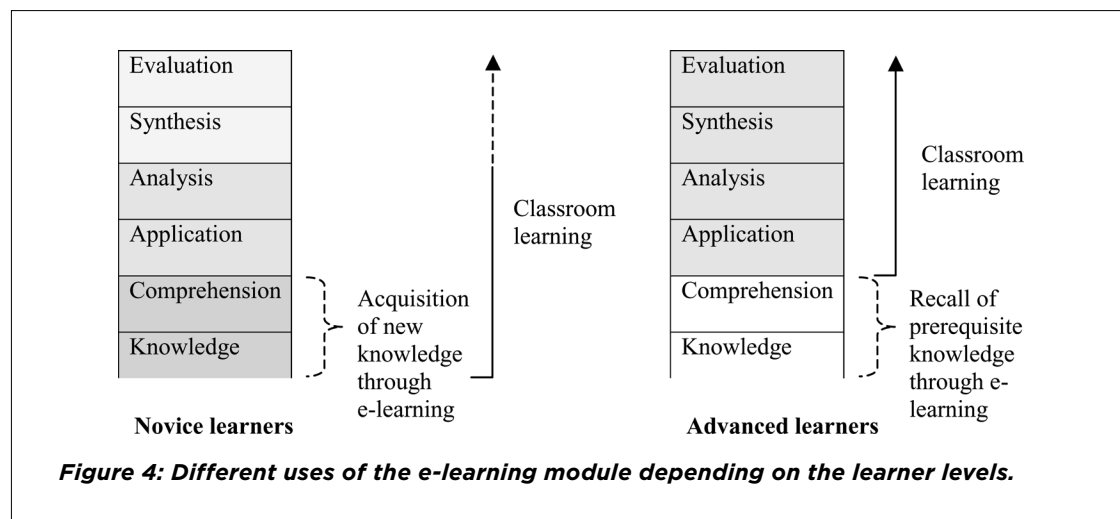 Evaluation
Synthesis
Analysis
Application
Comprehension
Knowledge
Acquisition
of new
knowledge
through
e-learning
Classroom
learning
Novice learners
Evaluation
Synthesis
Analysis
Application
Comprehension
Knowledge
Classroom
learning
Recall of
prerequisite
knowledge
through e-
learning
Advanced learners
Figure 4: Different uses of the e-learning module depending on the learner levels.